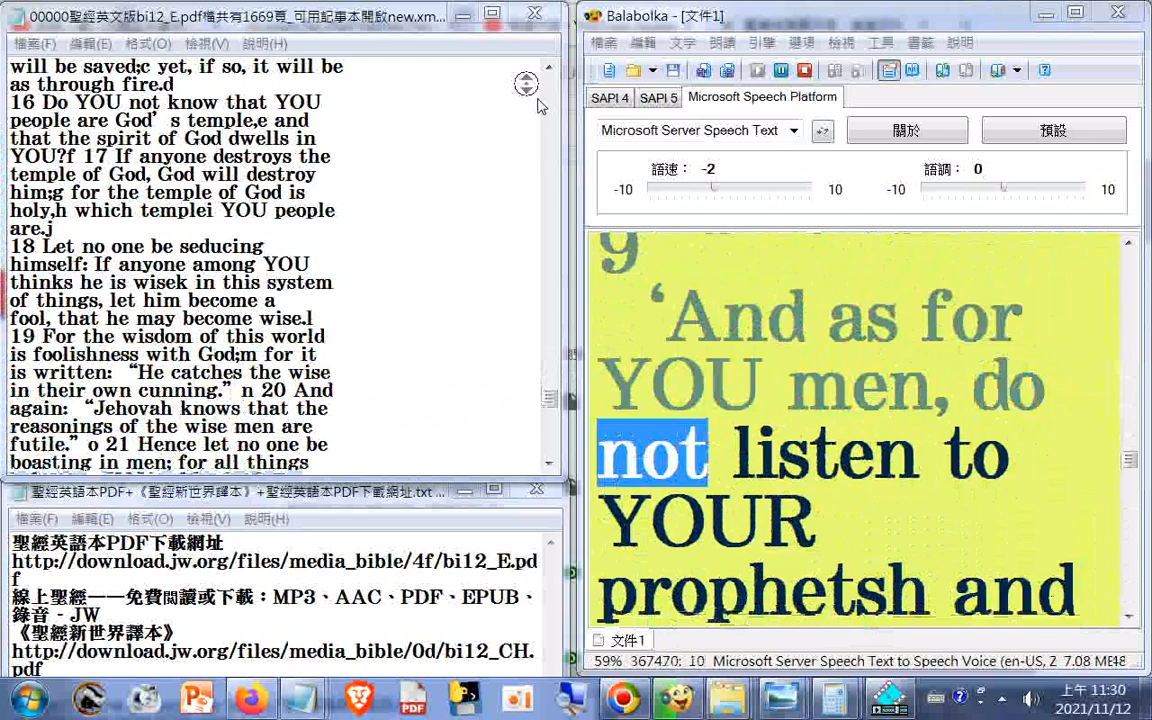 00000聖經英文版bi12_E.pdf檔共有1669頁_可用記事本開啟new.xm...
檔案(F) 編輯(E) 格式(O) 檢視(V) 說明(H)
will be saved;c yet, if so, it will be
as through fire.d
16 Do YOU not know that YOU
people are God’s temple,e and
that the spirit of God dwells in
YOU?f 17 If anyone destroys the
temple of God, God will destroy
him;g for the temple of God is
holy,h which templei YOU people
are.j
18 Let no one be seducing
himself: If anyone among YOU
thinks he is wisek in this system
of things, let him become a
fool, that he may become wise.l
19 For the wisdom of this world
is foolishness with God;m for it
is written: “He catches the wise
in their own cunning.” n 20 And
again: “Jehovah knows that the
reasonings of the wise men are
futile.” o 21 Hence let no one be
boasting in men; for all things
聖經英語本PDF+《聖經新世界譯本》+聖經英語本PDF下載網址.txt ...
檔案(F) 編輯(E) 格式(O) 檢視(V) 說明(H)
聖經英語本PDF下載網址
http://download.jw.org/files/media_bible/4f/bi12_E.pd
f
線上聖經——免費閱讀或下載：MP3、AAC、PDF、EPUB、
錄音 - JW
《聖經新世界譯本》
http://download.jw.org/files/media_bible/0d/bi12_CH.
pdf
Balabolka - [文件1]
檔案 編輯 文字 朗讀 引擎 選項 檢視 工具 書籤 說明
SAPI 4 SAPI 5 Microsoft Speech Platform
Microsoft Server Speech Text 關於 預設
語速： -2 語調： 0
-10 10 -10 10
9
‘And as for
YOU men, do
not listen to
YOUR
prophetsh and
文件1
59% 367470: 10 Microsoft Server Speech Text to Speech Voice (en-US, 2 7.08 ME48
上午 11:30
2021/11/12